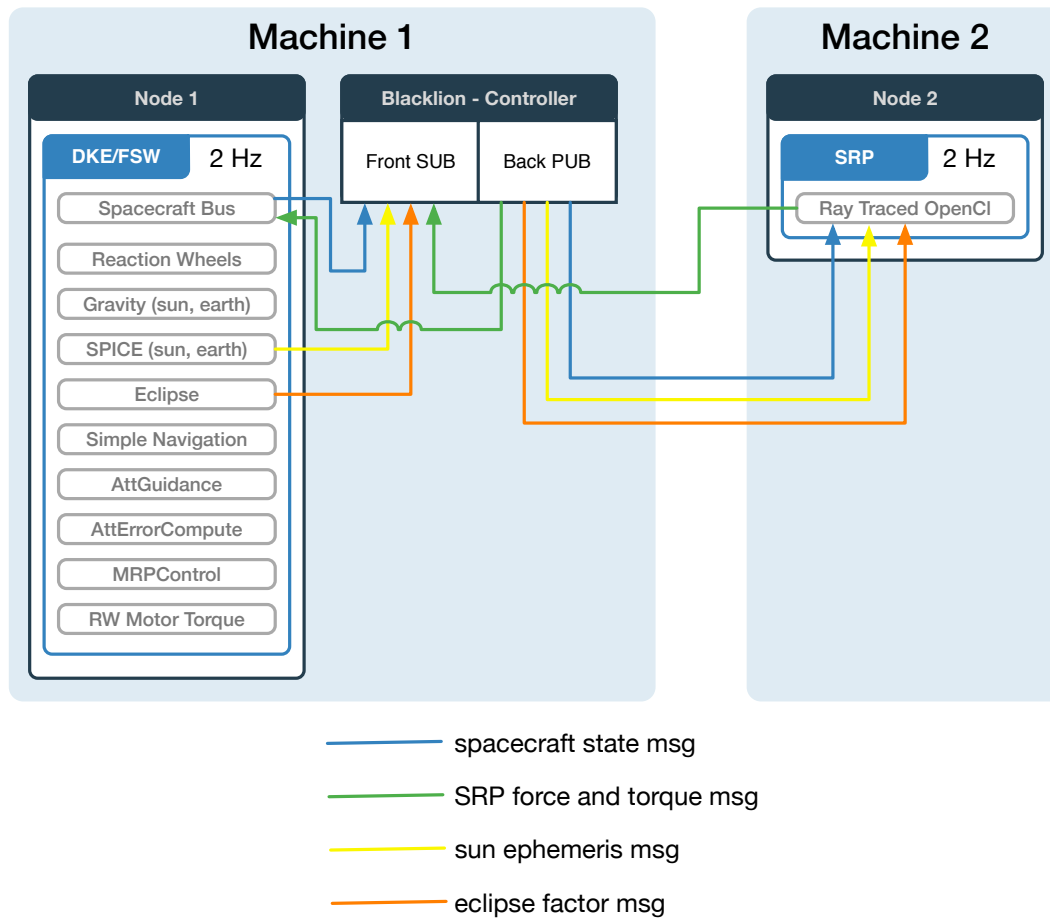 Machine 1
Machine 2
Node 1
Blacklion - Controller
Node 2
DKE/FSW
2 Hz
Front SUB
Back PUB
SRP
2 Hz
Spacecraft Bus
Ray Traced OpenCl
Reaction Wheels
Gravity (sun, earth)
SPICE (sun, earth)
Eclipse
Simple Navigation
AttGuidance
AttErrorCompute
MRPControl
RW Motor Torque
spacecraft state msg
SRP force and torque msg
sun ephemeris msg
eclipse factor msg